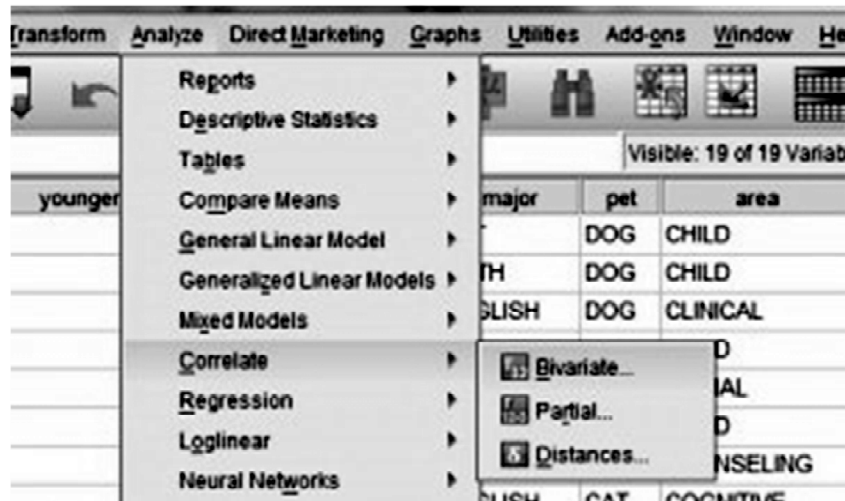 Transform Analyze Direct Marketing Graphs Utilities Add-ons Window He
Visible: 19 of 19 Variab
younger major pet area
Reports
Descriptive Statistics
Tables
Compare Means
General Linear Model
Generalized Linear Models
Mixed Models
Correlate
Regression
Loglinear
Neural Networks
Bivariate...
Partial...
Distances...
DOG CHILD
TH DOG CHILD
GLISH DOG CLINICAL
D
IAL
D
NSELING
GLISH CAT COGNITIVE